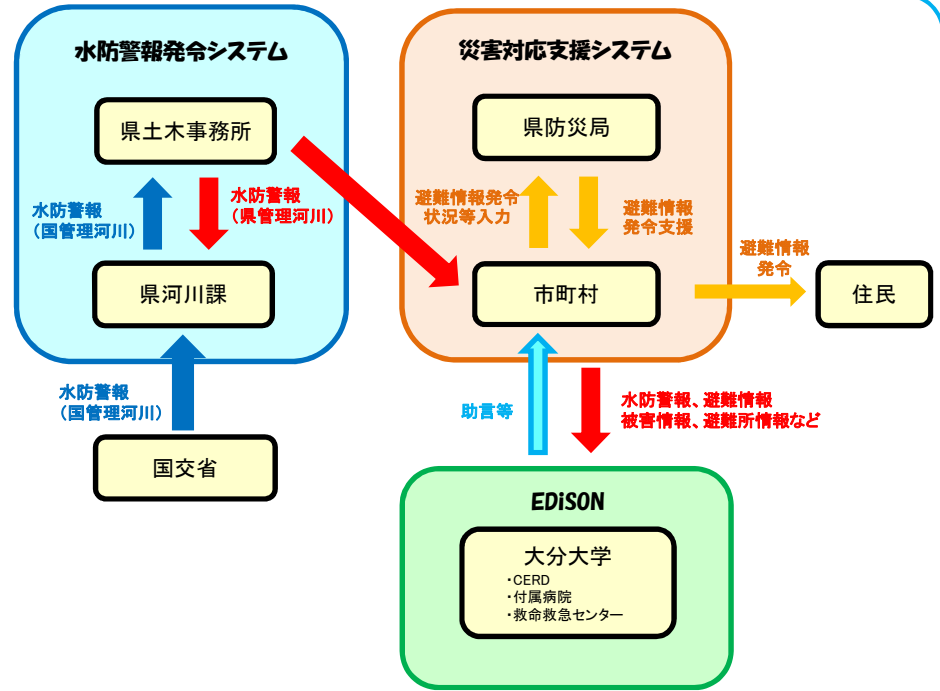 水防警報発令システム
県土木事務所
水防警報
(国管理河川)
水防警報
(県管理河川)
県河川課
水防警報
(国管理河川)
国交省
災害対応支援システム
県防災局
避難情報発令
状況等入力
避難情報
発令支援
市町村
避難情報
発令
住民
助言等
水防警報、避難情報
被害情報、避難所情報など
EDiSON
大分大学
・CERD
・付属病院
・救命救急センター